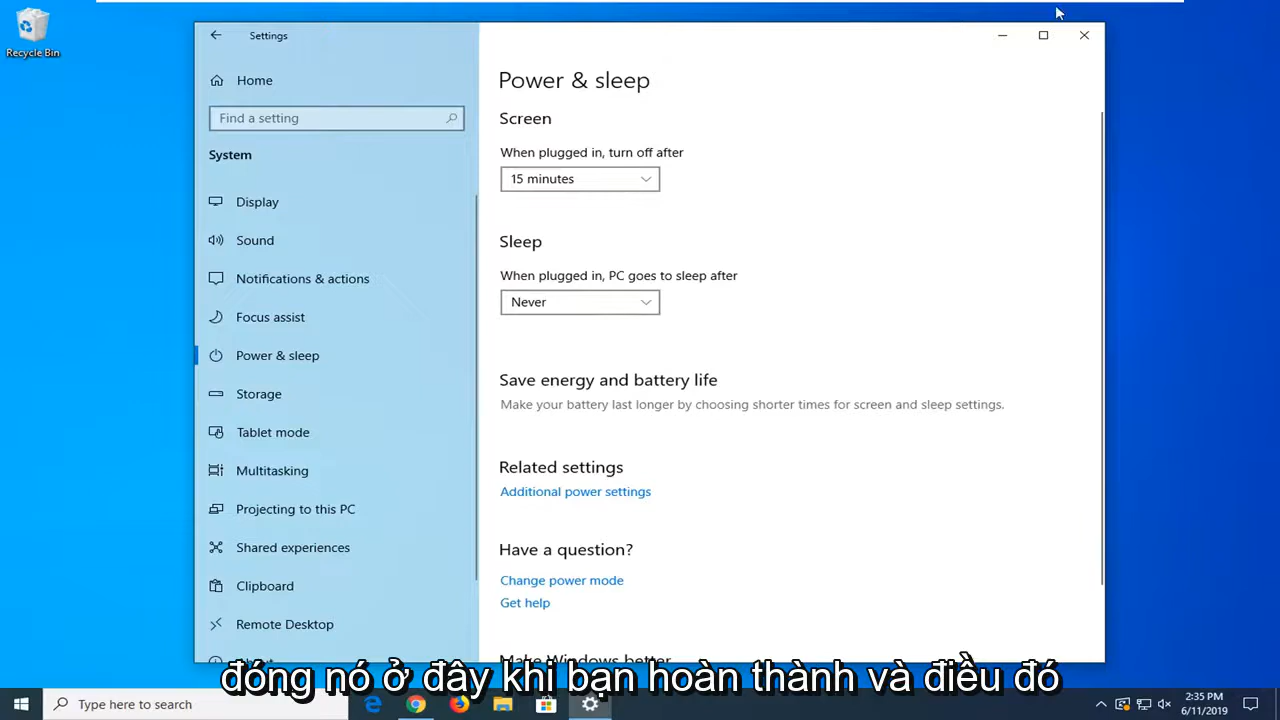 Recycle Bin
Settings
Home
Find a setting
System
Display
Sound
Notifications & actions
Focus assist
Power & sleep
Storage
Tablet mode
Multitasking
Projecting to this PC
Shared experiences
Clipboard
Remote Desktop
About
Power & sleep
Screen
When plugged in, turn off after
15 minutes
Sleep
When plugged in, PC goes to sleep after
Never
Save energy and battery life
Make your battery last longer by choosing shorter times for screen and sleep settings.
Related settings
Additional power settings
Have a question?
Change power mode
Get help
Make Windows better
đóng nó ở đây khi bạn hoàn thành và điều đó
Type here to search
2:35 PM
6/11/2019